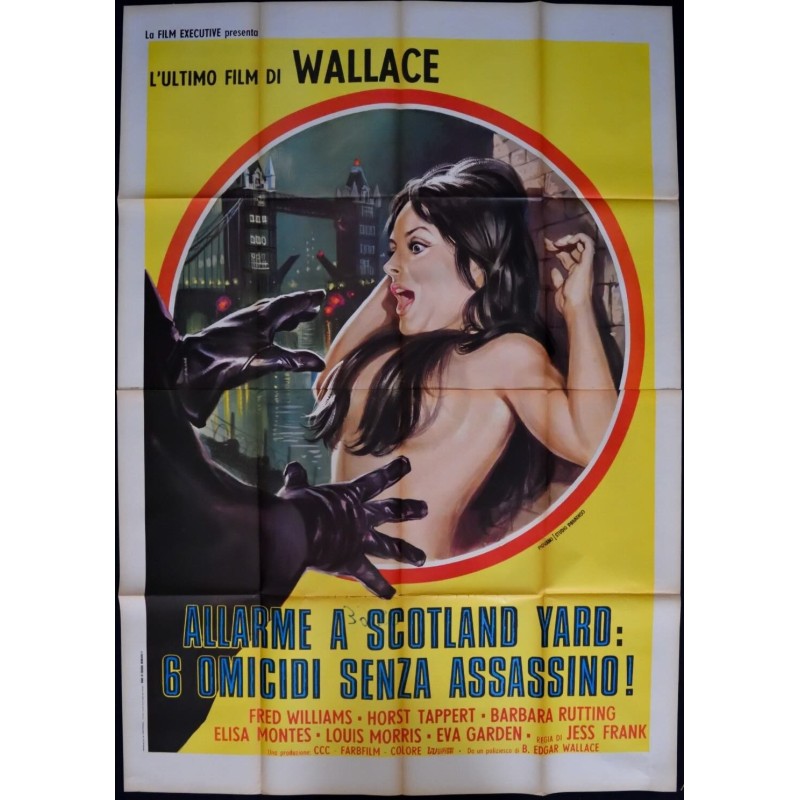 La FILM EXECUTIVE presenta
L'ULTIMO FILM DI WALLACE
ALLARME A SCOTLAND YARD:
6 OMICIDI SENZA ASSASSINO!
FRED WILLIAMS · HORST TAPPERT · BARBARA RUTTING
ELISA MONTES · LOUIS MORRIS · EVA GARDEN · REGIA DI JESS FRANK
Una produzione: CCC - FARBFILM - COLORE - Da un poliziesco di B. EDGAR WALLACE